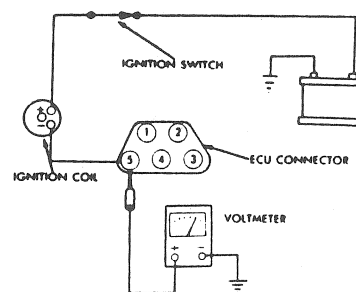 IGNITION SWITCH
+
−
1 2
5 4 3
ECU CONNECTOR
IGNITION COIL
VOLTMETER
+ −